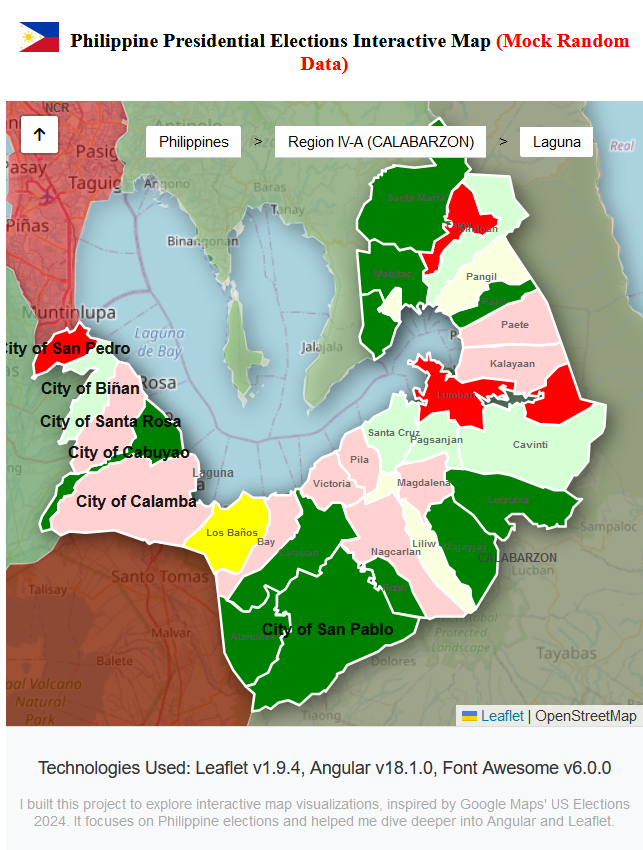 Philippine Presidential Elections Interactive Map (Mock Random
Data)
NCR
Antipolo
Philippines > Region IV-A (CALABARZON) > Laguna
Pasig
Real
Pasay
Taguig
Angono
Baras
Santa Maria
Tanay
Piñas
Binangonan
Mabitac
Pangil
Muntinlupa
Paete
Laguna
de Bay
Jalajala
City of San Pedro
Kalayaan
Rosa
City of Biñan
Lumban
City of Santa Rosa
Santa Cruz
Pagsanjan
Cavinti
City of Cabuyao
Pila
Laguna
Victoria
Magdalena
City of Calamba
Luisiana
Los Baños
Bay
Liliw
Majayjay
Sampaloc
Nagcarlan
CALABARZON
Santo Tomas
Lucban
Talisay
Rizal
Malvar
Alaminos
City of San Pablo
Protected
Landscape
Balete
Dolores
Tayabas
Volcano
Natural
Park
Tiaong
Leaflet | OpenStreetMap
Technologies Used: Leaflet v1.9.4, Angular v18.1.0, Font Awesome v6.0.0
I built this project to explore interactive map visualizations, inspired by Google Maps' US Elections
2024. It focuses on Philippine elections and helped me dive deeper into Angular and Leaflet.